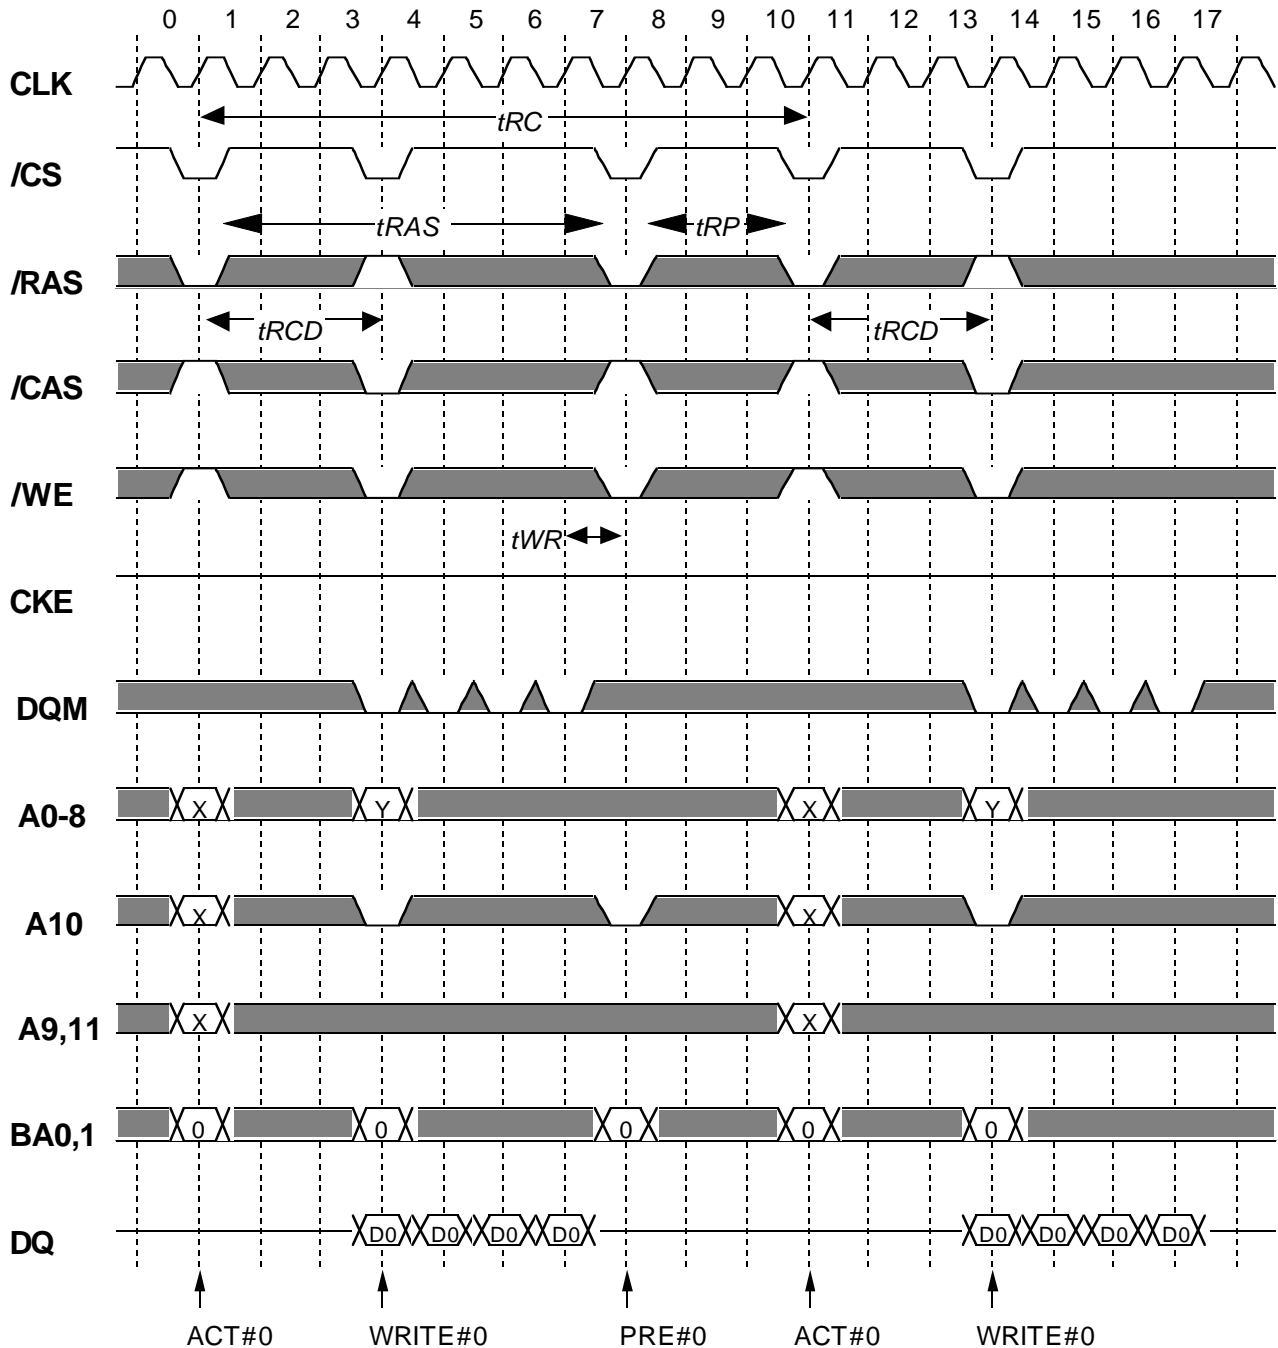 0 1 2 3 4 5 6 7 8 9 10 11 12 13 14 15 16 17
CLK
tRC
/CS
tRAS tRP
/RAS
tRCD tRCD
/CAS
/WE
tWR
CKE
DQM
A0-8 X Y X Y
A10 X X
A9,11 X X
BA0,1 0 0 0 0 0
DQ D0 D0 D0 D0 D0 D0 D0 D0
ACT#0 WRITE#0 PRE#0 ACT#0 WRITE#0